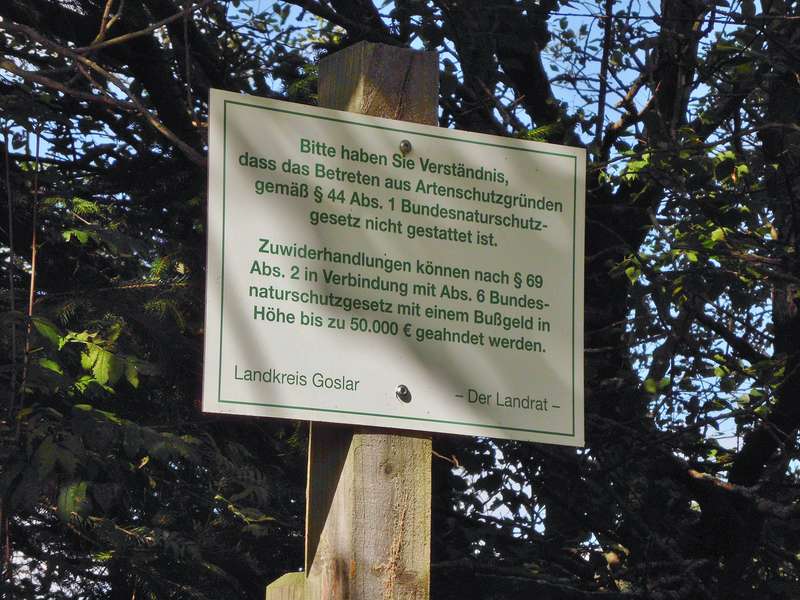 Bitte haben Sie Verständnis,
dass das Betreten aus Artenschutzgründen
gemäß § 44 Abs. 1 Bundesnaturschutz-
gesetz nicht gestattet ist.
Zuwiderhandlungen können nach § 69
Abs. 2 in Verbindung mit Abs. 6 Bundes-
naturschutzgesetz mit einem Bußgeld in
Höhe bis zu 50.000 € geahndet werden.
Landkreis Goslar
– Der Landrat –